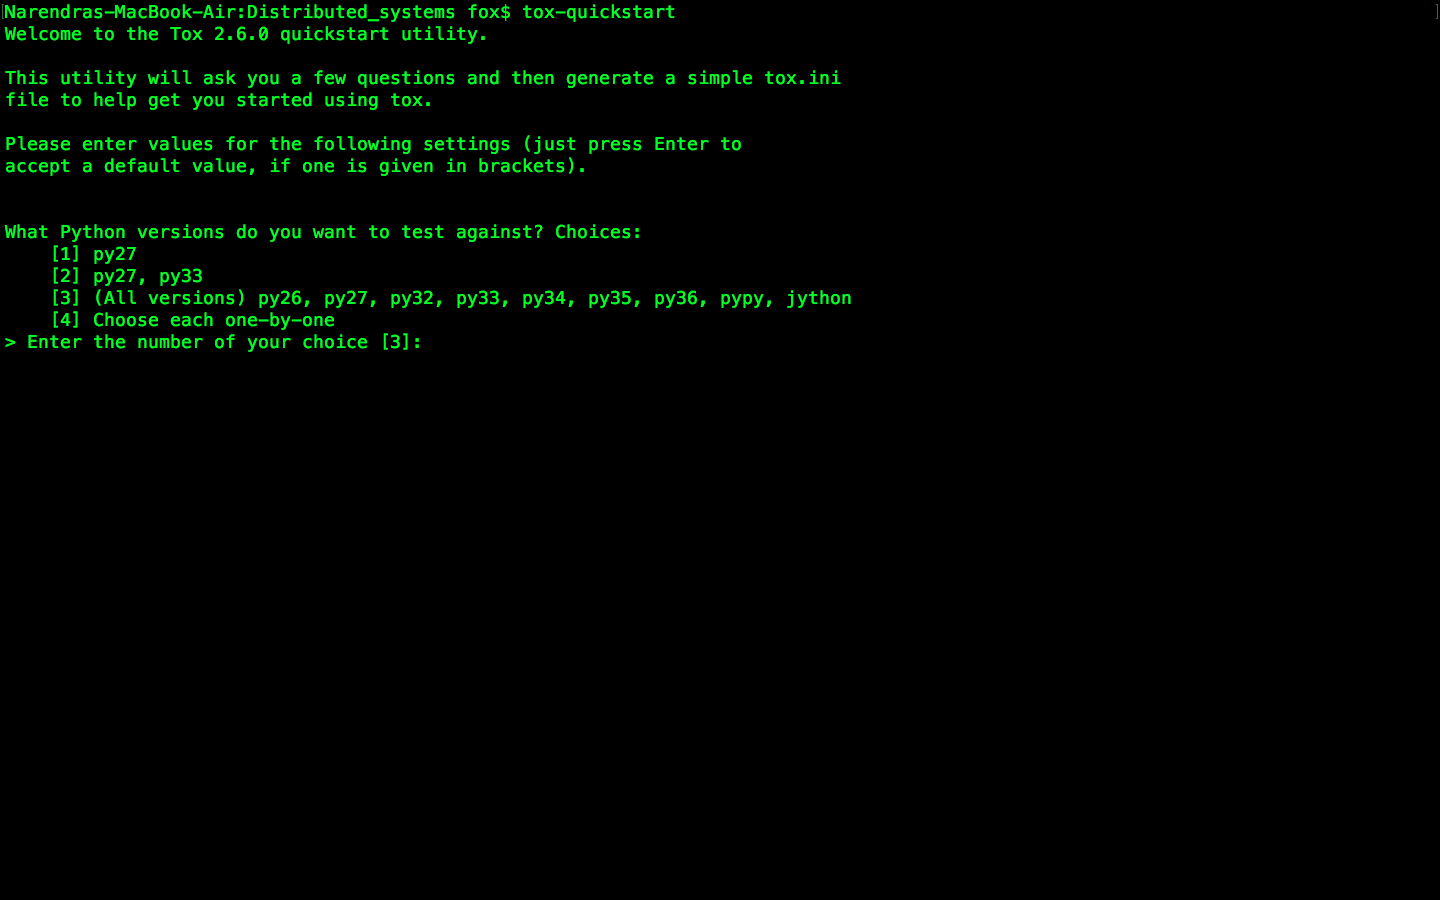 Narendras-MacBook-Air:Distributed_systems fox$ tox-quickstart
Welcome to the Tox 2.6.0 quickstart utility.
This utility will ask you a few questions and then generate a simple tox.ini
file to help get you started using tox.
Please enter values for the following settings (just press Enter to
accept a default value, if one is given in brackets).
What Python versions do you want to test against? Choices:
[1] py27
[2] py27, py33
[3] (All versions) py26, py27, py32, py33, py34, py35, py36, pypy, jython
[4] Choose each one-by-one
> Enter the number of your choice [3]: